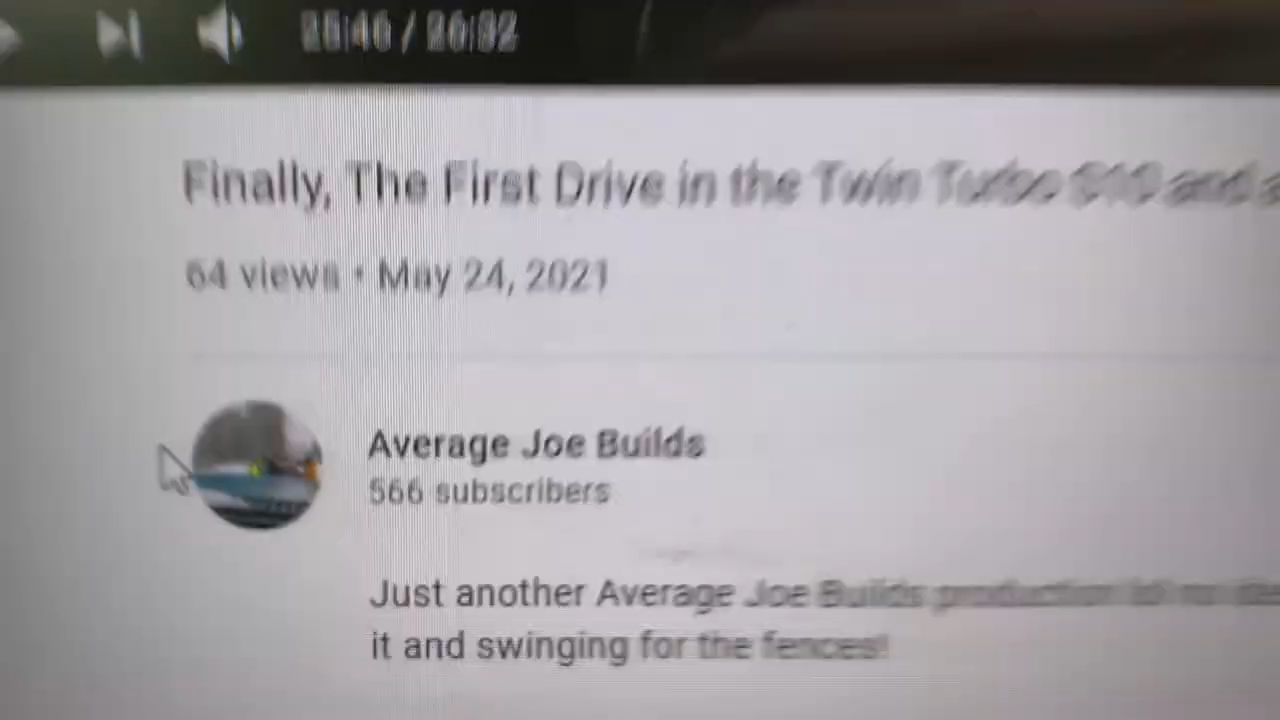 Finally, The First Drive in the Twin Turbo S10 and
64 views • May 24, 2021
Average Joe Builds
566 subscribers
Just another Average Joe Builds production
it and swinging for the fences!